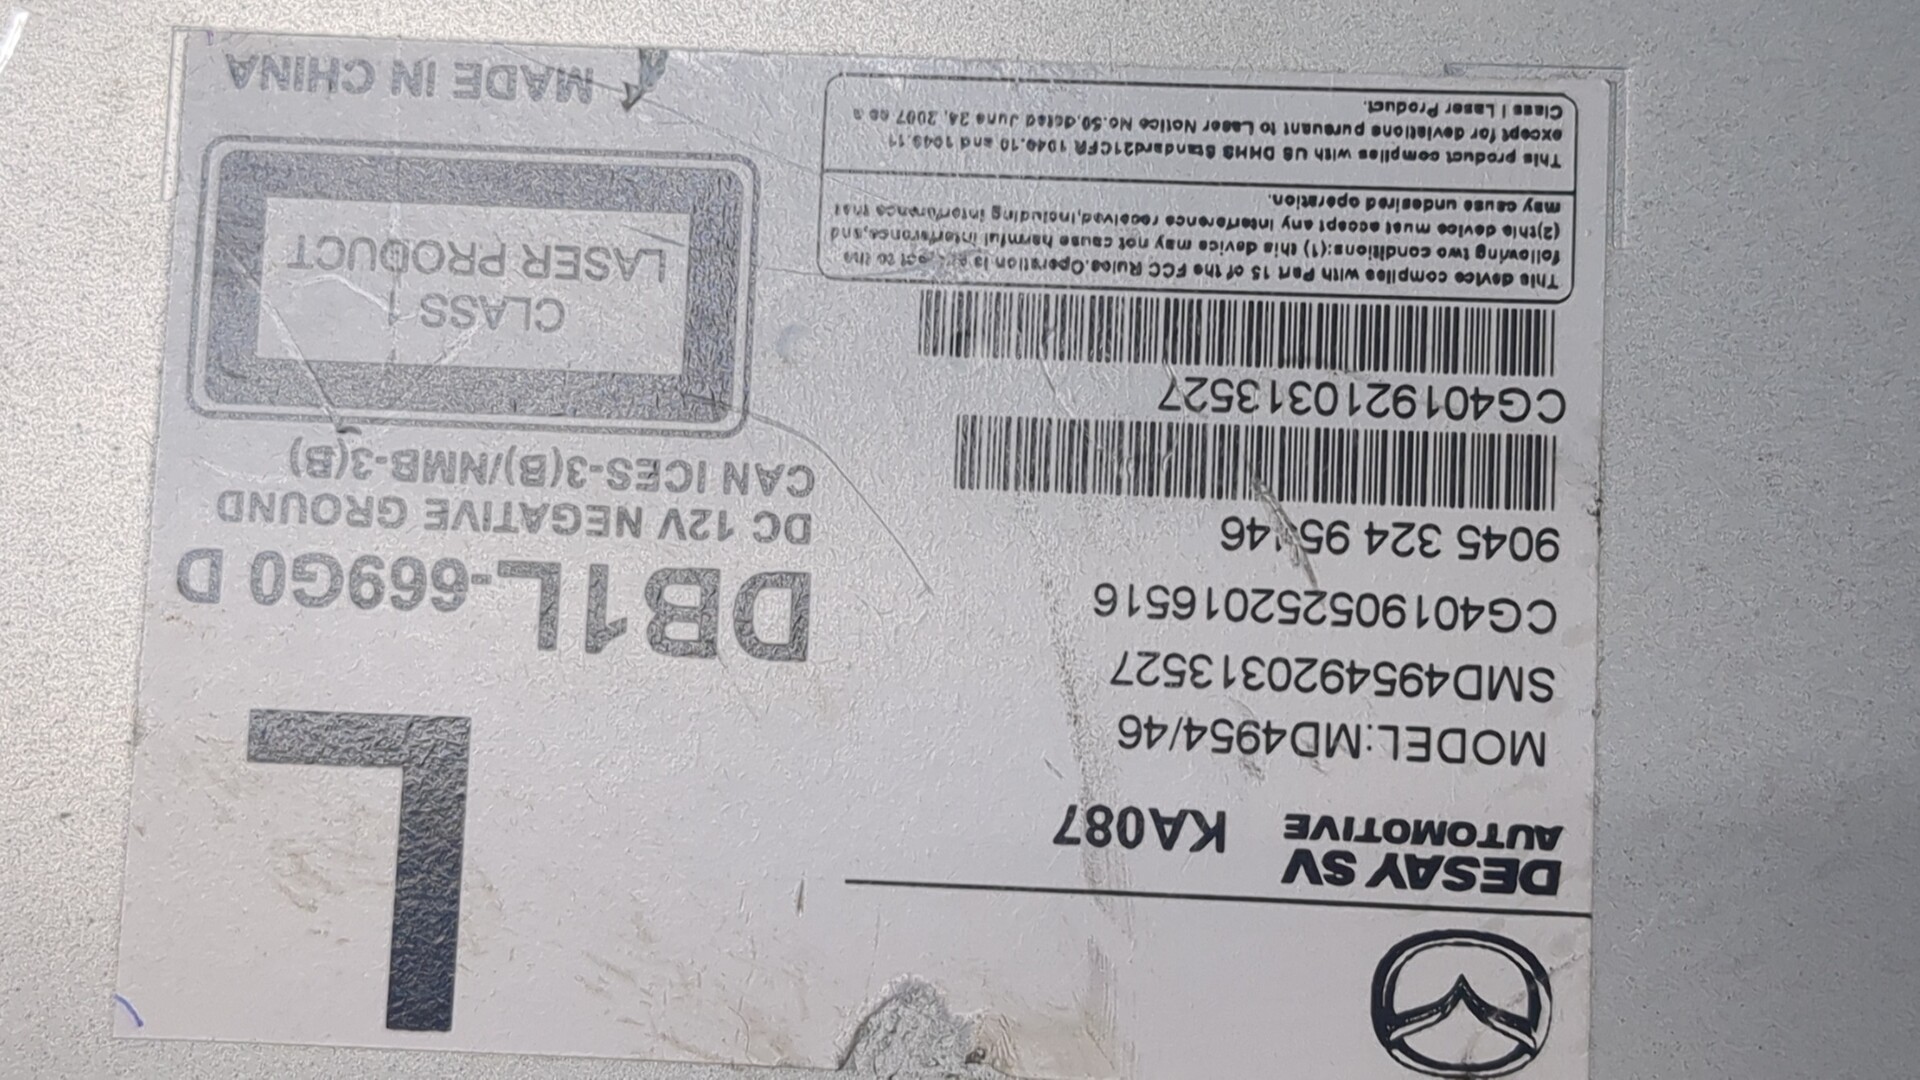 DESAY SV
AUTOMOTIVE
KA087
MODEL:MD4954/46
SMD4954920313527
CG401905252016516
9045 324 95 46
CG4019210313527
This device complies with Part 15 of the FCC Rules.Operation is to the
following two conditions:(1) this device may not cause harmful interference,and
(2)this device must accept any interference received,including interference that
may cause undesired operation.
This product complies with US DHHS Standard21CFR 1040.10 and 1040.11
except for deviations pursuant to Laser Notice No.50,dated June 24, 2007 as a
Class I Laser Product.
L
DB1L-669G0 D
DC 12V NEGATIVE GROUND
CAN ICES-3(B)/NMB-3(B)
CLASS 1
LASER PRODUCT
MADE IN CHINA